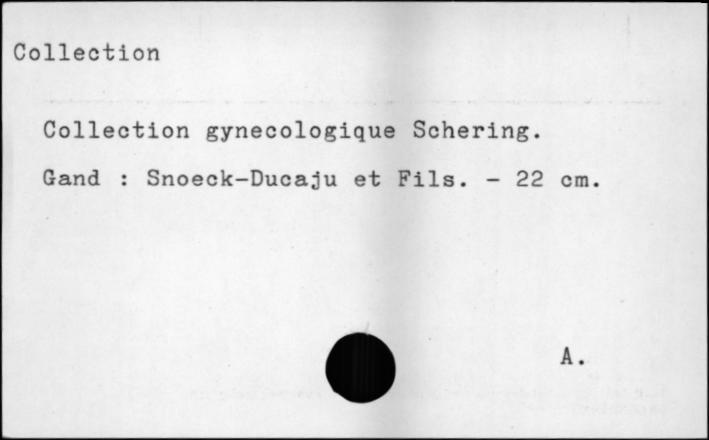 Collection
Collection gynecologique Schering.
Gand : Snoeck-Ducaju et Fils. - 22 cm.
A.